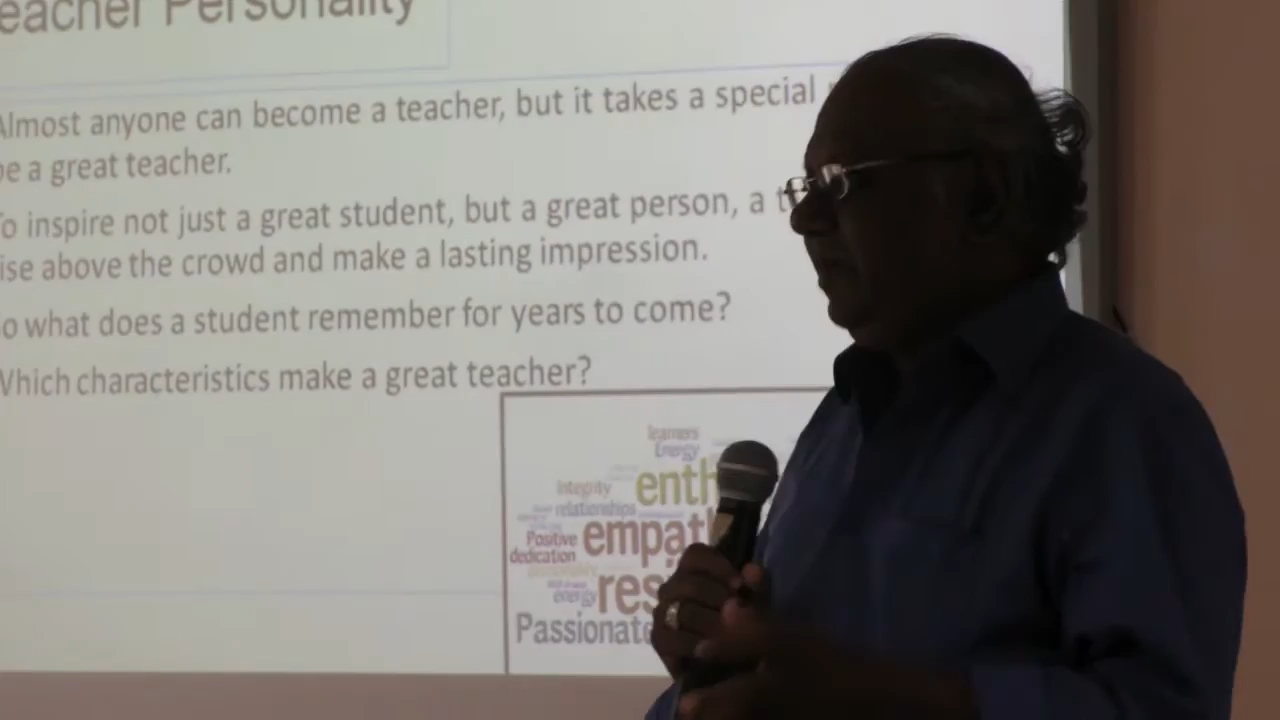 eacher Personality
Almost anyone can become a teacher, but it takes a special
be a great teacher.
To inspire not just a great student, but a great person, a t
ise above the crowd and make a lasting impression.
o what does a student remember for years to come?
Which characteristics make a great teacher?
learners
Energy
integrity
enth
relationships
Positive
empath
dedication
energy
res
Passionate